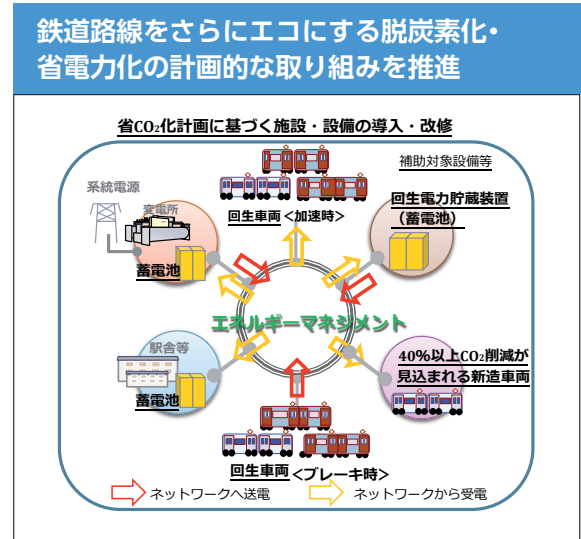 鉄道路線をさらにエコにする脱炭素化・
省電力化の計画的な取り組みを推進
省CO₂化計画に基づく施設・設備の導入・改修
補助対象設備等
系統電源
変電所
蓄電池
回生車両<加速時>
回生電力貯蔵装置
（蓄電池）
エネルギーマネジメント
駅舎等
蓄電池
40%以上CO₂削減が
見込まれる新造車両
回生車両<ブレーキ時>
ネットワークへ送電
ネットワークから受電